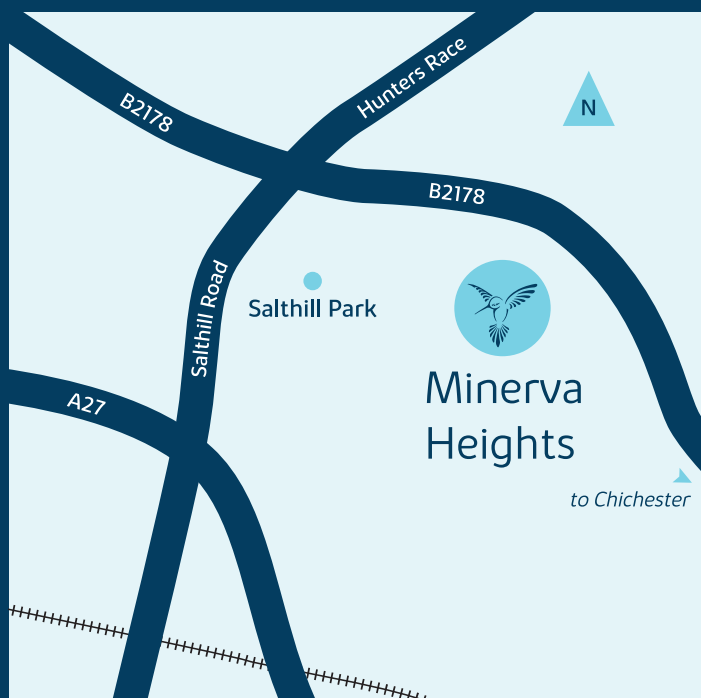 Hunters Race
B2178
N
B2178
Salthill Road
Salthill Park
Minerva
Heights
A27
to Chichester